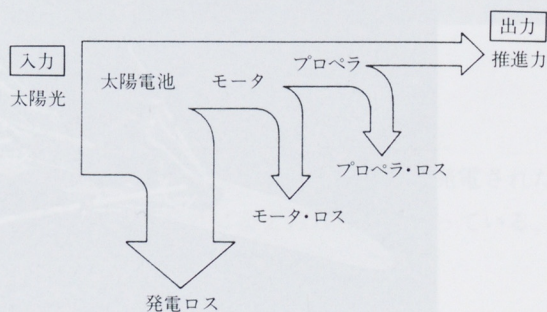 出力
入力
推進力
太陽光
太陽電池
モータ
プロペラ
プロペラ・ロス
モータ・ロス
発電ロス